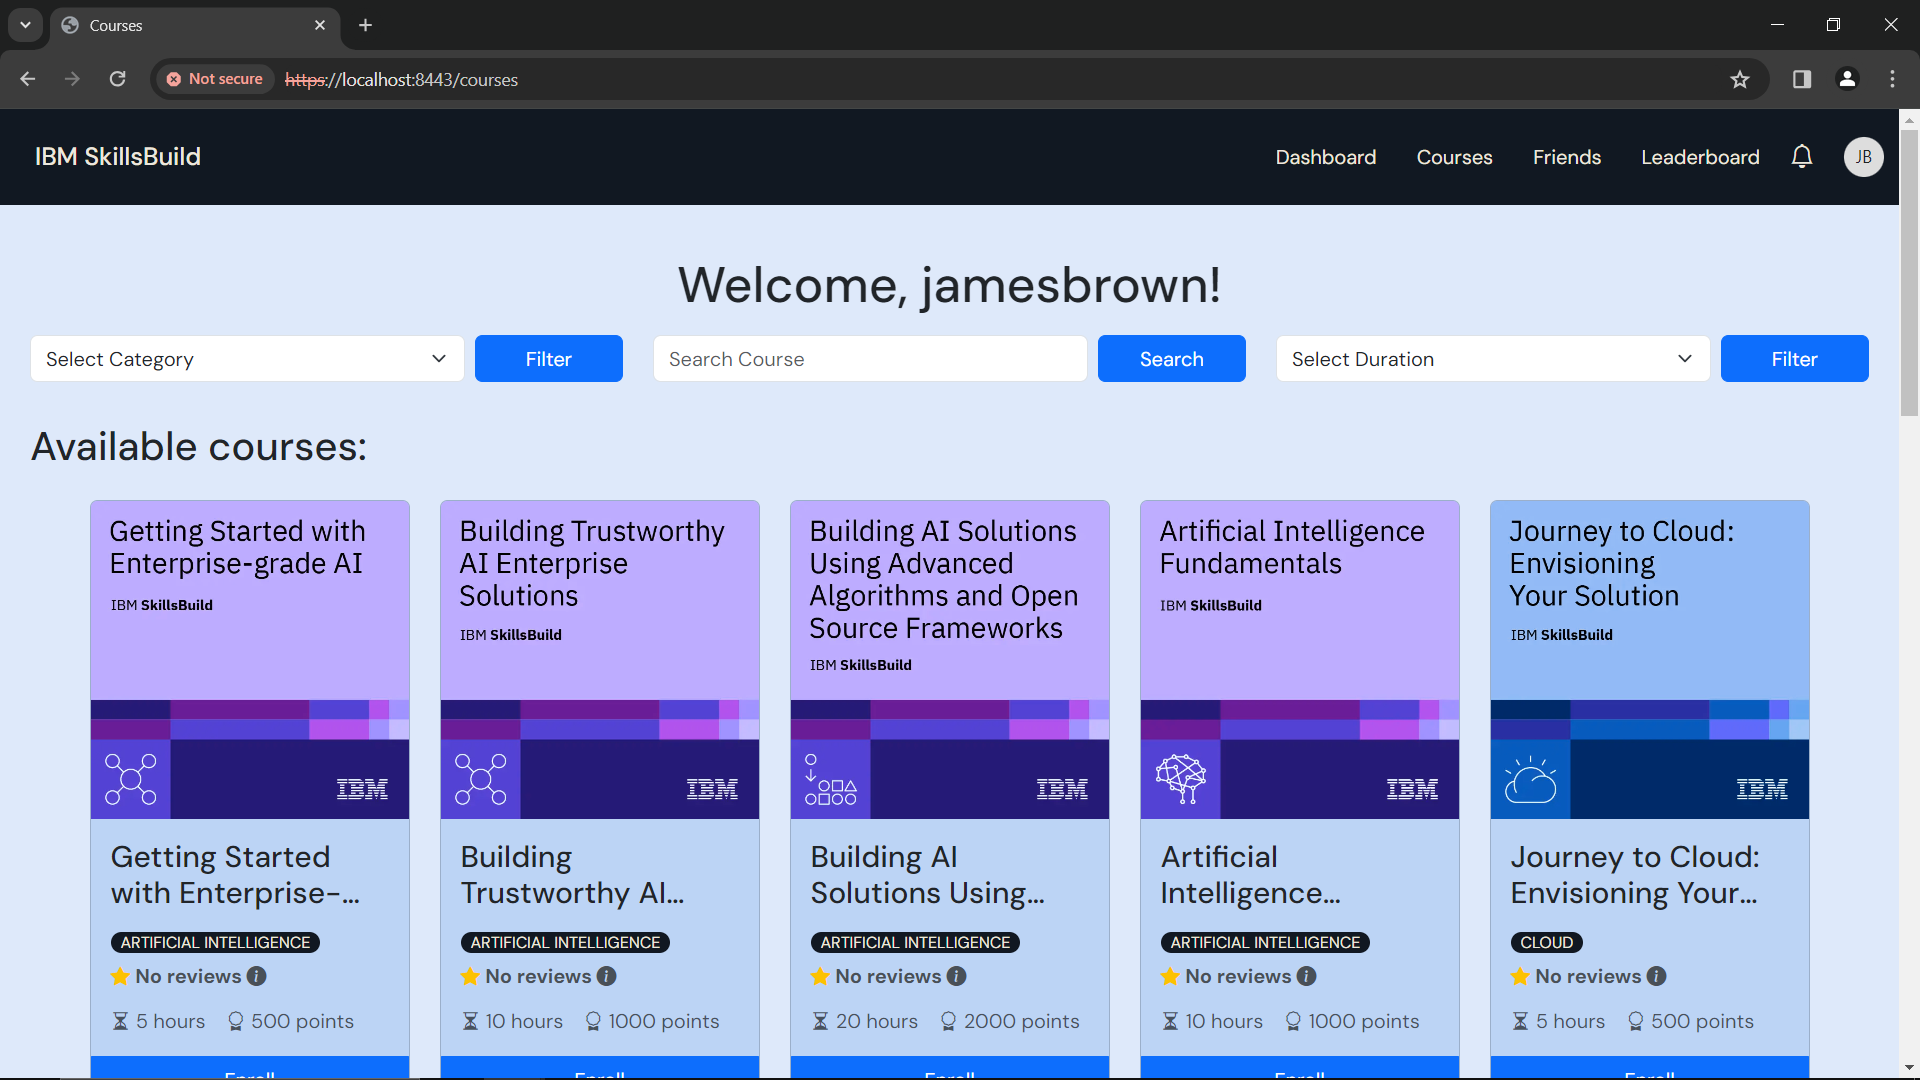 Courses
Not secure
https://localhost:8443/courses
IBM SkillsBuild
Dashboard
Courses
Friends
Leaderboard
JB
Welcome, jamesbrown!
Select Category
Filter
Search Course
Search
Select Duration
Filter
Available courses:
Getting Started with
Enterprise-grade AI
IBM SkillsBuild
IBM
Getting Started
with Enterprise-...
ARTIFICIAL INTELLIGENCE
No reviews
5 hours
500 points
Enroll
Building Trustworthy
AI Enterprise
Solutions
IBM SkillsBuild
IBM
Building
Trustworthy AI...
ARTIFICIAL INTELLIGENCE
No reviews
10 hours
1000 points
Enroll
Building AI Solutions
Using Advanced
Algorithms and Open
Source Frameworks
IBM SkillsBuild
IBM
Building AI
Solutions Using...
ARTIFICIAL INTELLIGENCE
No reviews
20 hours
2000 points
Enroll
Artificial Intelligence
Fundamentals
IBM SkillsBuild
IBM
Artificial
Intelligence...
ARTIFICIAL INTELLIGENCE
No reviews
10 hours
1000 points
Enroll
Journey to Cloud:
Envisioning
Your Solution
IBM SkillsBuild
IBM
Journey to Cloud:
Envisioning Your...
CLOUD
No reviews
5 hours
500 points
Enroll